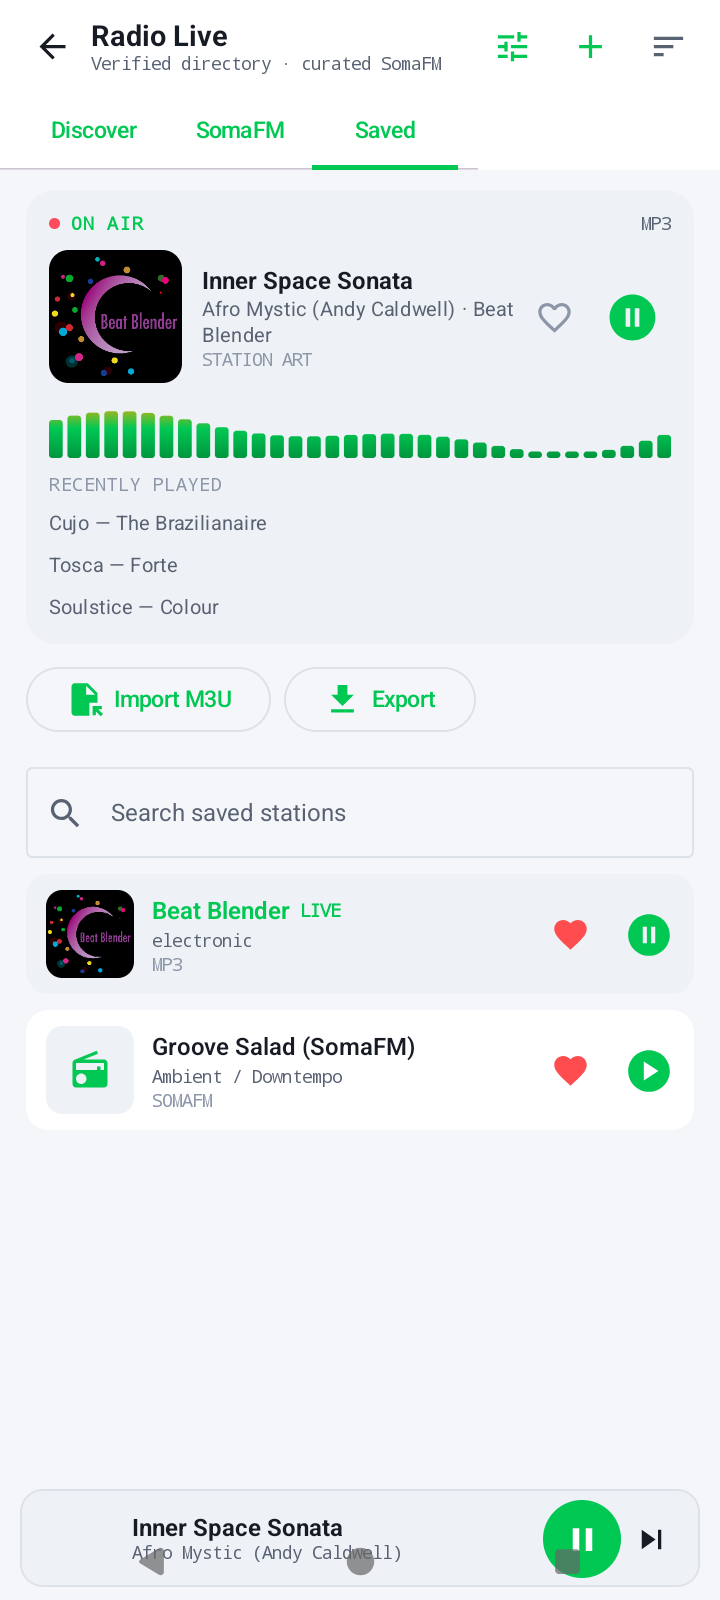 Radio Live
Verified directory · curated SomaFM
Discover
SomaFM
Saved
ON AIR
MP3
Beat Blender
Inner Space Sonata
Afro Mystic (Andy Caldwell) · Beat
Blender
STATION ART
RECENTLY PLAYED
Cujo — The Brazilianaire
Tosca — Forte
Soulstice — Colour
Import M3U
Export
Search saved stations
Beat Blender
Beat Blender LIVE
electronic
MP3
Groove Salad (SomaFM)
Ambient / Downtempo
SOMAFM
Inner Space Sonata
Afro Mystic (Andy Caldwell)